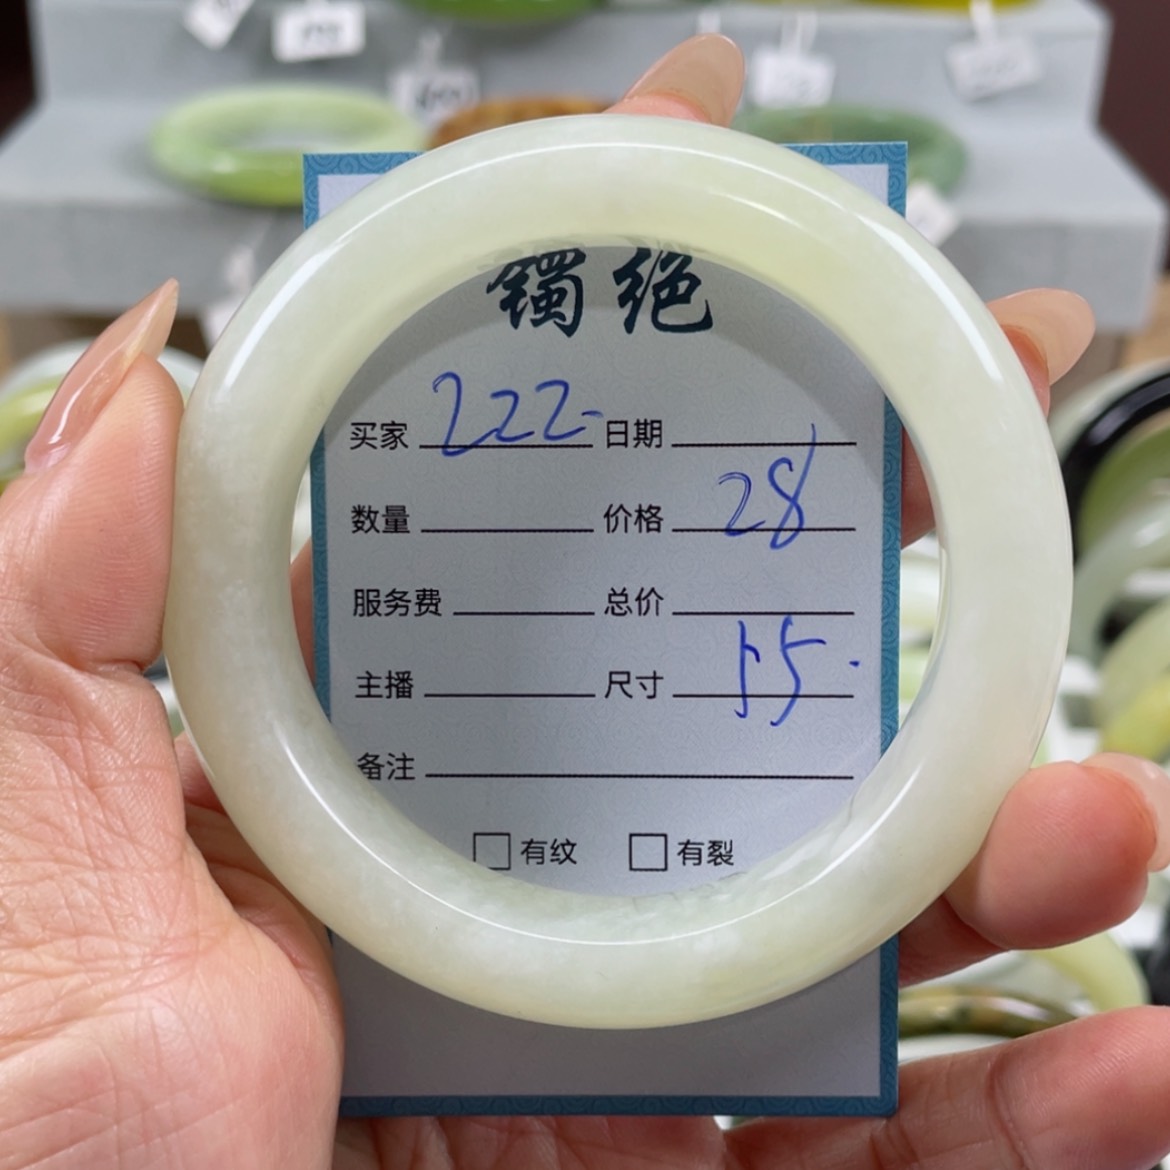 镯绝
买家 222 日期
数量 价格 28
服务费 总价
主播 尺寸 55.
备注
□ 有纹 □ 有裂